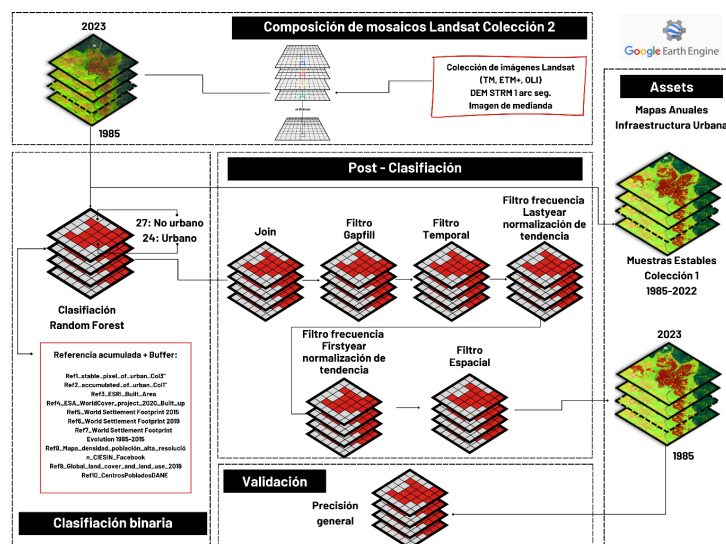 2023
Composición de mosaicos Landsat Colección 2
Colección de imágenes Landsat
(TM, ETM+, OLI)
DEM STRM 1 arc seg.
Imagen de medianda
1985
Google Earth Engine
Assets
Mapas Anuales
Infraestructura Urbana
Muestras Estables
Colección 1
1985-2022
2023
1985
27: No urbano
24: Urbano
Clasifiación
Random Forest
Referencia acumulada + Buffer:
Ref1_stable_pixel_of_urban_Col3"
Ref2_accumulated_of_urban_Col1"
Ref3_ESRI_Built_Area
Ref4_ESA_WorldCover_project_2020_Built_up
Ref5_World Settlement Footprint 2015
Ref6_World Settlement Footprint 2019
Ref7_World Settlement Footprint
Evolution 1985-2015
Ref8_Mapa_densidad_población_alta_resolució
n_CIESIN_Facebook
Ref9_Global_land_cover_and_land_use_2019
Ref10_CentrosPobladosDANE
Clasifiación binaria
Post - Clasifiación
Join
Filtro
Gapfill
Filtro
Temporal
Filtro frecuencia
Lastyear
normalización de
tendencia
Filtro frecuencia
Firstyear
normalización de
tendencia
Filtro
Espacial
Validación
Precisión
general